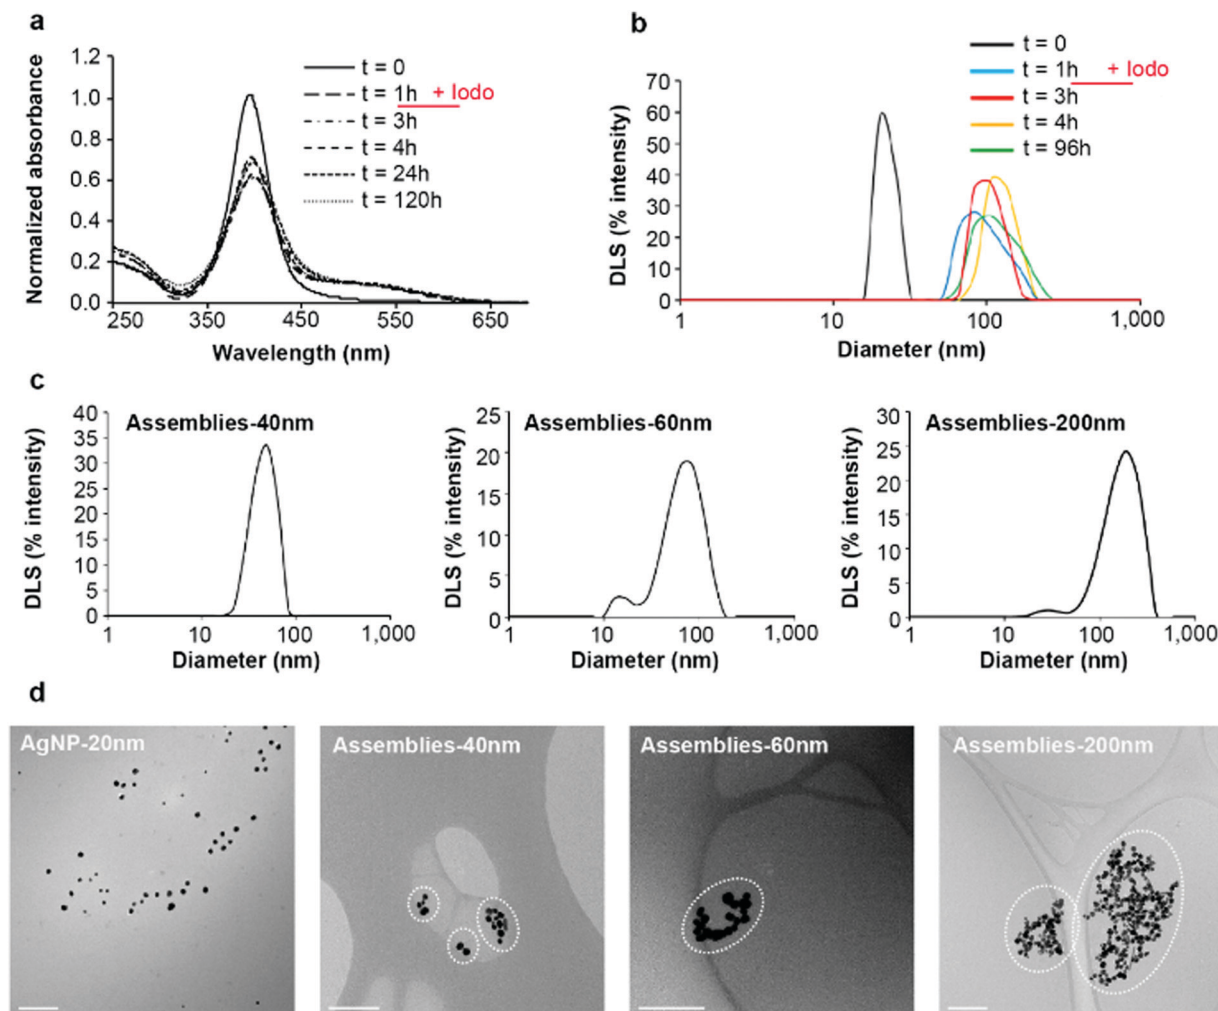 a
Normalized absorbance
1.2
1.0
0.8
0.6
0.4
0.2
0.0
250
350
450
550
650
Wavelength (nm)
t = 0
t = 1h + Iodo
t = 3h
t = 4h
t = 24h
t = 120h
b
DLS (% intensity)
70
60
50
40
30
20
10
0
1
10
100
1,000
Diameter (nm)
t = 0
t = 1h + Iodo
t = 3h
t = 4h
t = 96h
c
Assemblies-40nm
DLS (% intensity)
40
35
30
25
20
15
10
5
0
1
10
100
1,000
Diameter (nm)
Assemblies-60nm
DLS (% intensity)
25
20
15
10
5
0
1
10
100
1,000
Diameter (nm)
Assemblies-200nm
DLS (% intensity)
30
25
20
15
10
5
0
1
10
100
1,000
Diameter (nm)
d
AgNP-20nm
Assemblies-40nm
Assemblies-60nm
Assemblies-200nm